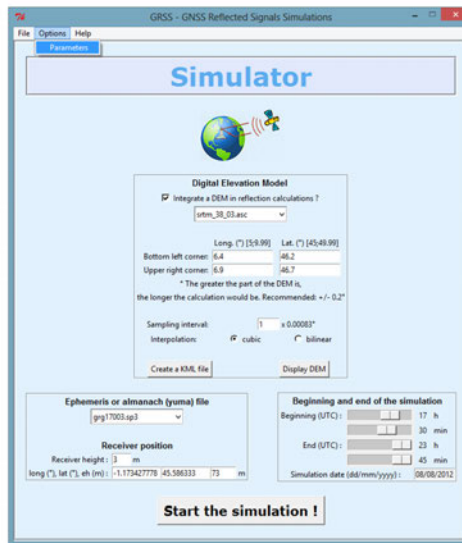 GRSS - GNSS Reflected Signals Simulations
File Options Help
Parameters
Simulator
Digital Elevation Model
Integrate a DEM in reflection calculations ?
srtm_38_03.asc
Long. (°) [5;9.99] Lat. (°) [45;49.99]
Bottom left corner: 6.4 46.2
Upper right corner: 6.9 46.7
* The greater the part of the DEM is,
the longer the calculation would be. Recommended: +/- 0.2°
Sampling interval: 1 x 0.00083°
Interpolation: cubic bilinear
Create a KML file Display DEM
Ephemeris or almanach (yuma) file
grg17003.sp3
Receiver position
Receiver height: 3 m
long (°), lat (°), eh (m) : -1.173427778 45.586333 73 m
Beginning and end of the simulation
Beginning (UTC) : 17 h
30 min
End (UTC) : 23 h
45 min
Simulation date (dd/mm/yyyy) : 08/08/2012
Start the simulation !